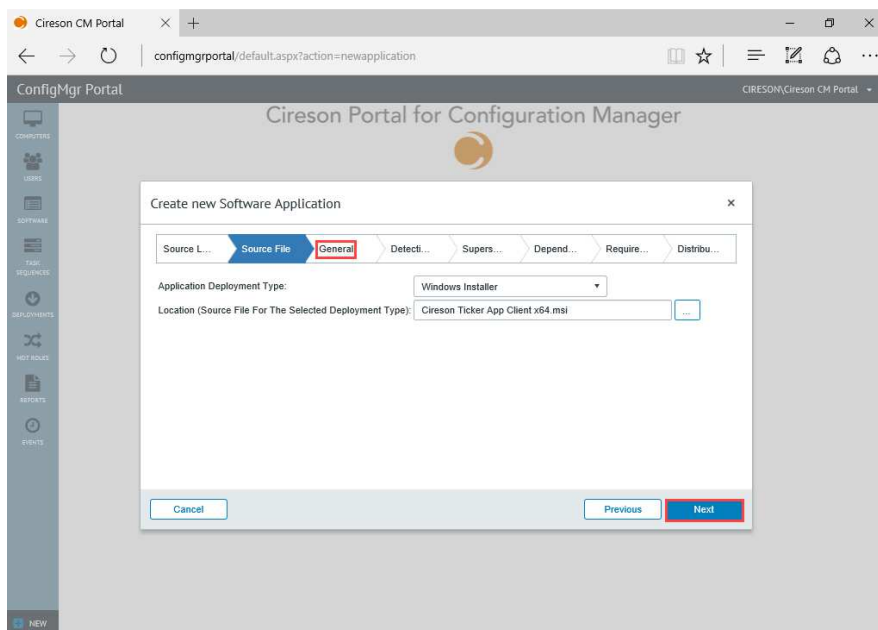 Cireson CM Portal
configmgrportal/default.aspx?action=newapplication
ConfigMgr Portal
CIRESON\Cireson CM Portal
Cireson Portal for Configuration Manager
COMPUTERS
USERS
SOFTWARE
TASK SEQUENCES
DEPLOYMENTS
MDT ROLES
REPORTS
EVENTS
Create new Software Application
Source L...
Source File
General
Detecti...
Supers...
Depend...
Require...
Distribu...
Application Deployment Type:
Windows Installer
Location (Source File For The Selected Deployment Type):
Cireson Ticker App Client x64.msi
...
Cancel
Previous
Next
NEW